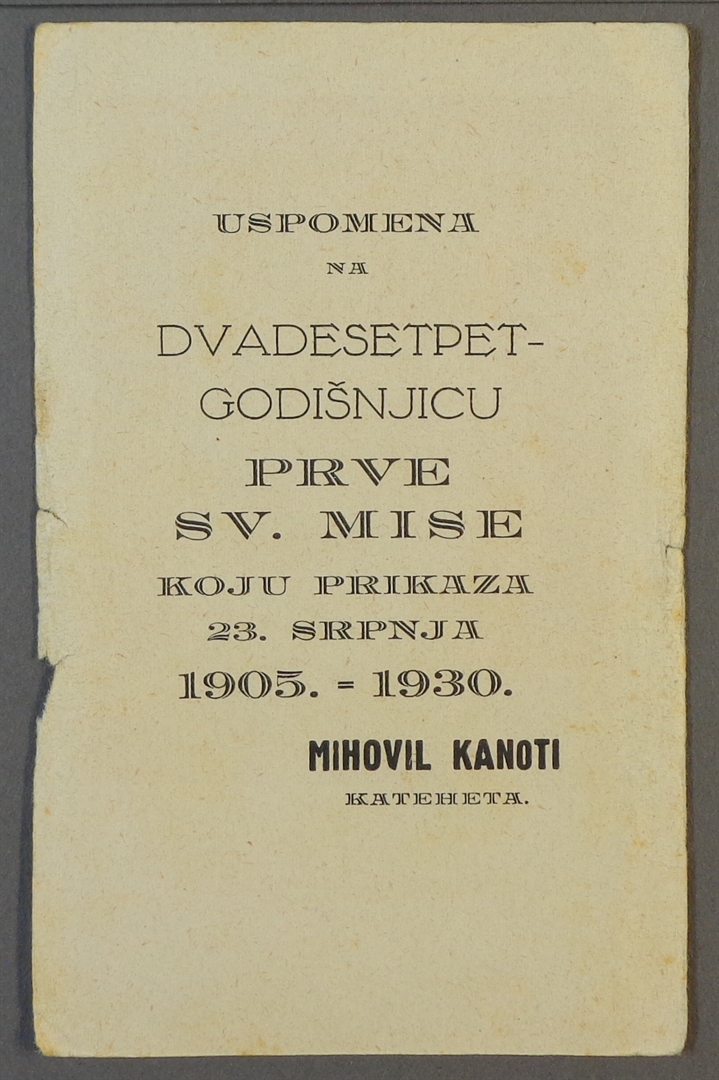 USPOMENA
NA
DVADESETPET-
GODIŠNJICU
PRVE
SV. MISE
KOJU PRIKAZA
23. SRPNJA
1905. = 1930.
MIHOVIL KANOTI
KATEHETA.